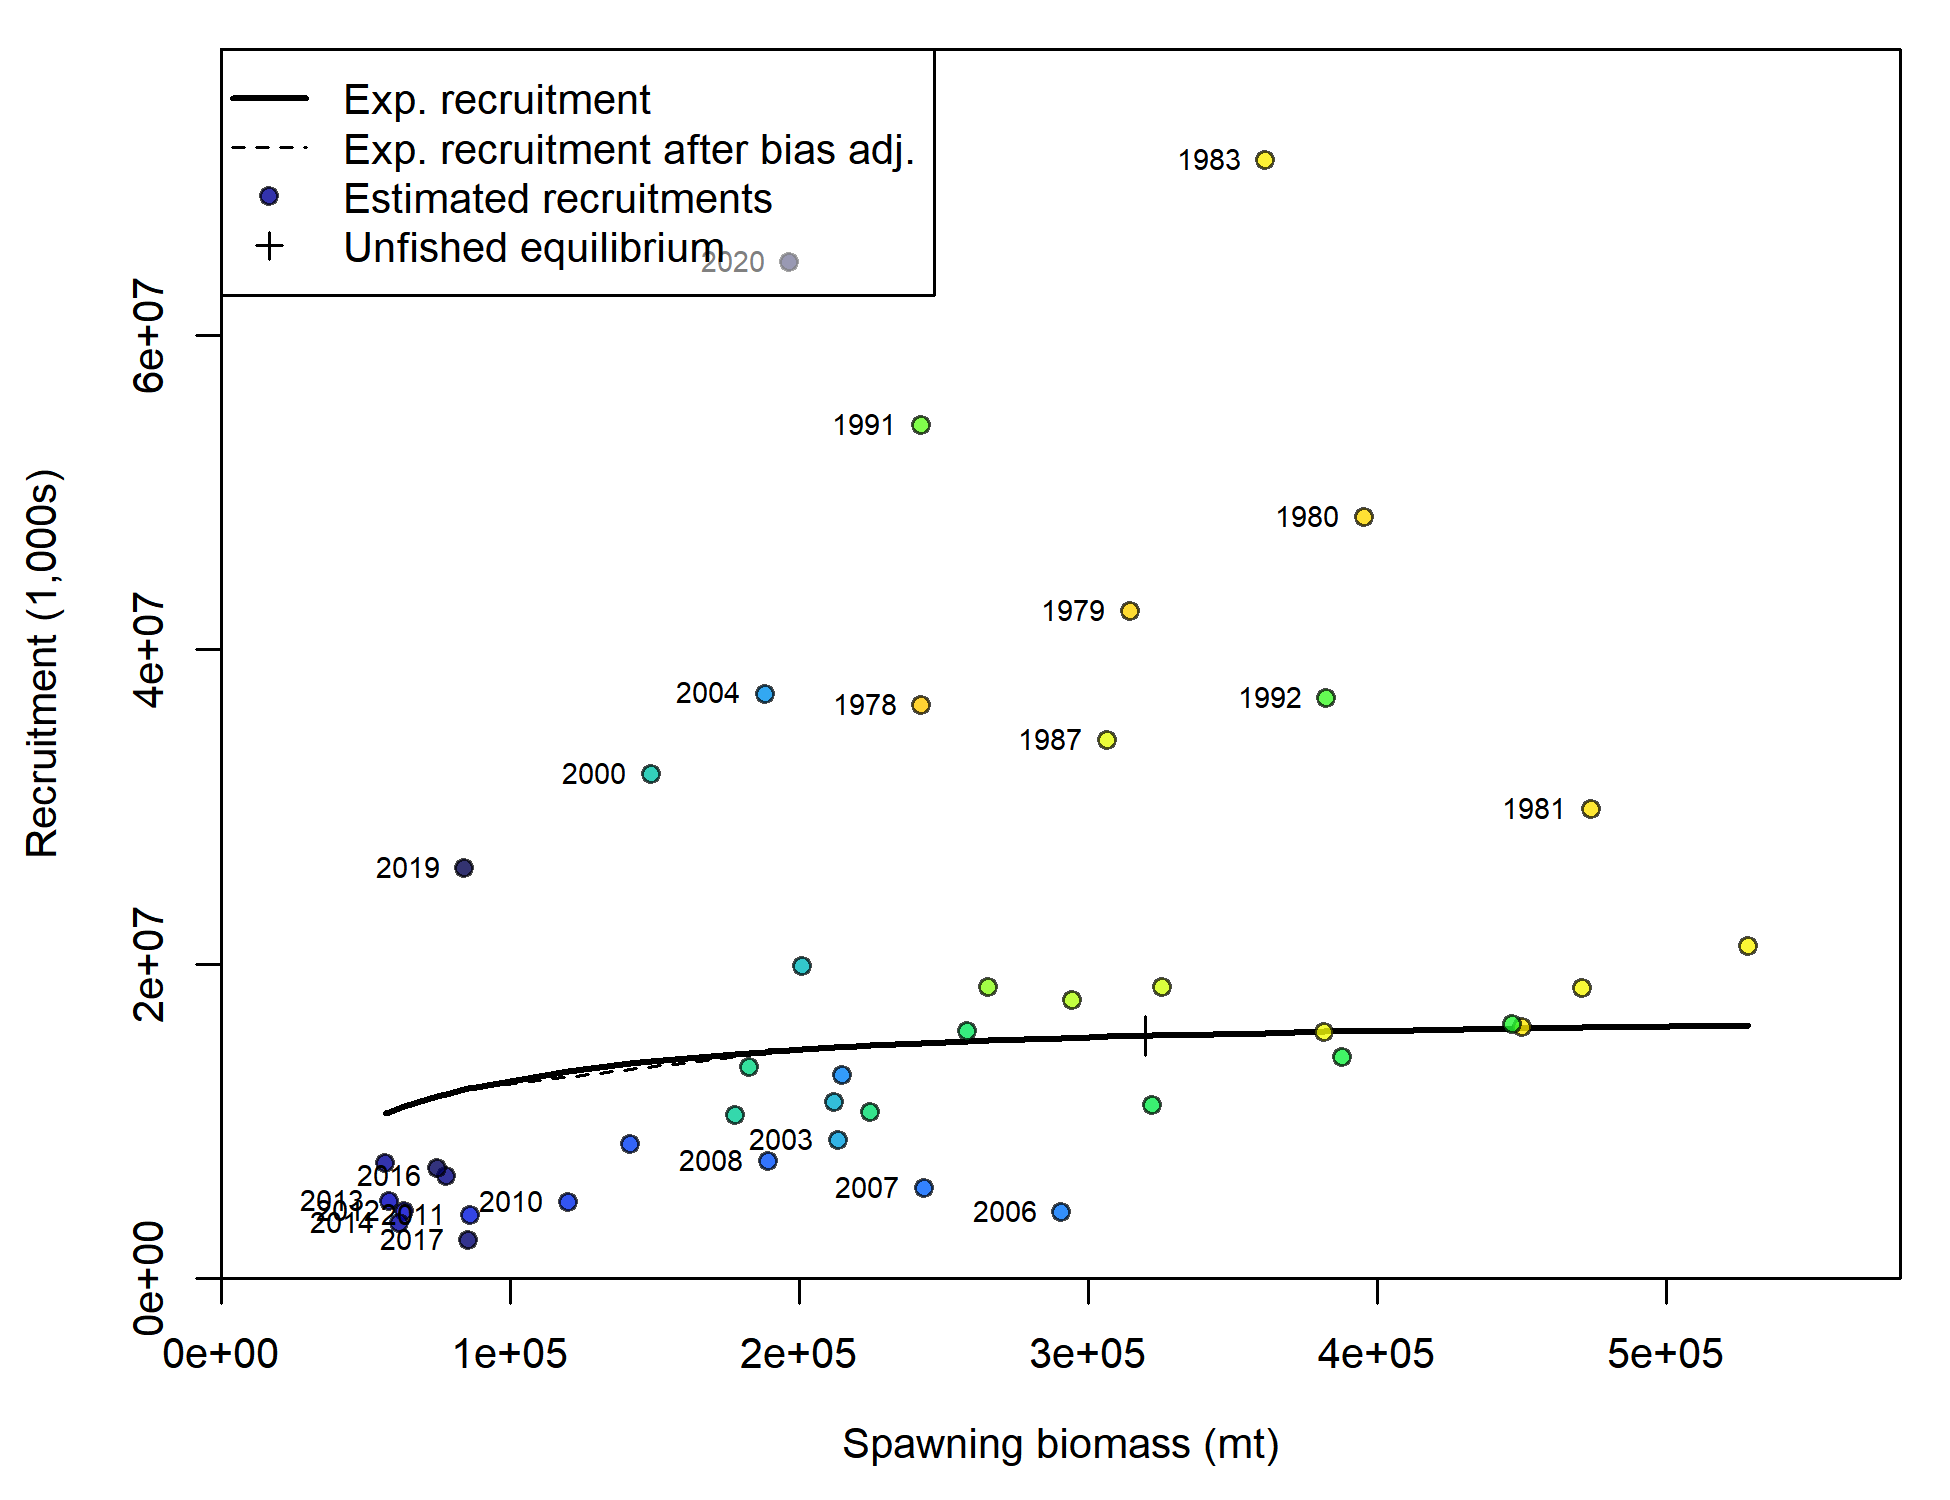 Exp. recruitment
Exp. recruitment after bias adj.
Estimated recruitments
Unfished equilibrium
2020
1983
1991
1980
1979
2004
1978
1992
1987
2000
1981
2019
2003
2008
2016
2007
2013
2010
2012
2011
2006
2014
2017
6e+07
4e+07
2e+07
0e+00
Recruitment (1,000s)
0e+00 1e+05 2e+05 3e+05 4e+05 5e+05
Spawning biomass (mt)